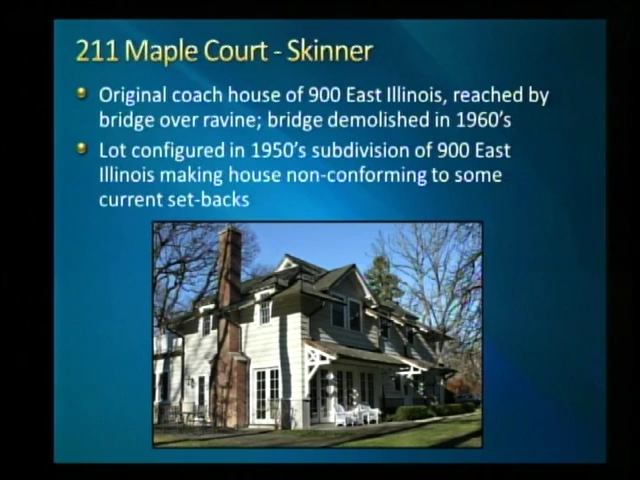 211 Maple Court - Skinner
Original coach house of 900 East Illinois, reached by
bridge over ravine; bridge demolished in 1960's
Lot configured in 1950's subdivision of 900 East
Illinois making house non-conforming to some
current set-backs